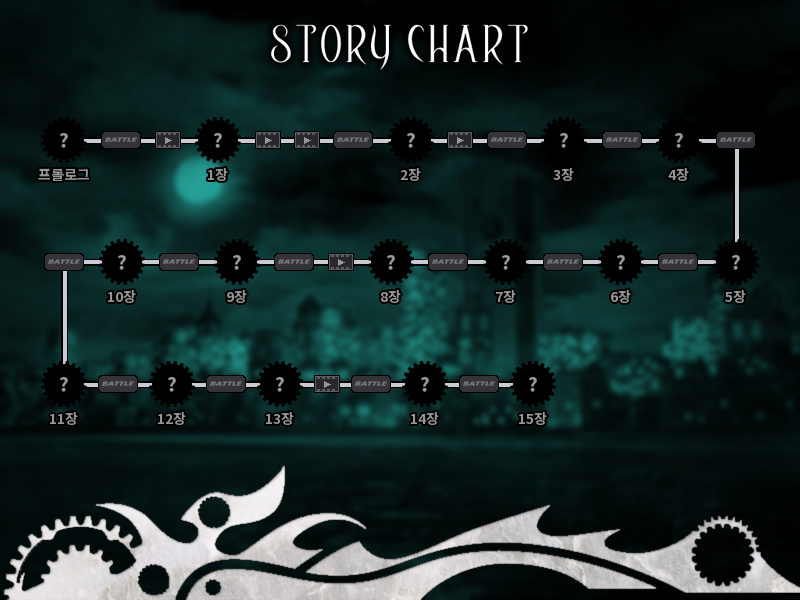 STORY CHART
? BATTLE ? BATTLE ? BATTLE ? BATTLE ? BATTLE
프롤로그 1장 2장 3장 4장
BATTLE ? BATTLE ? BATTLE ? BATTLE ? BATTLE ? BATTLE ?
10장 9장 8장 7장 6장 5장
? BATTLE ? BATTLE ? BATTLE ? BATTLE ?
11장 12장 13장 14장 15장